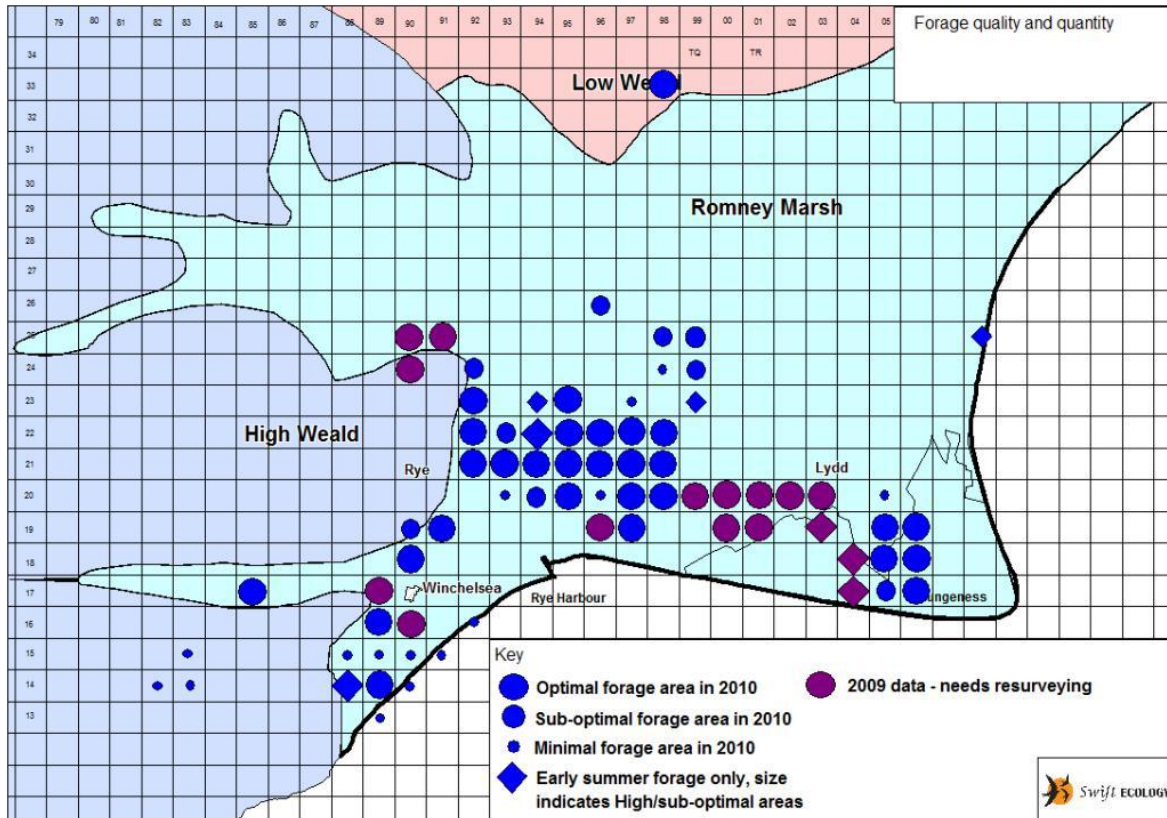 79 80 81 82 83 84 85 86 87 88 89 90 91 92 93 94 95 96 97 98 99 00 01 02 03 04 05
Forage quality and quantity
34 TQ TR
33 Low We
32
31
30
29 Romney Marsh
28
27
26
25
24
23
22 High Weald
21 Rye Lydd
20
19
18
17 Winchelsea Rye Harbour ungeness
16
15
14
13
Key
Optimal forage area in 2010
2009 data - needs resurveying
Sub-optimal forage area in 2010
Minimal forage area in 2010
Early summer forage only, size
indicates High/sub-optimal areas
Swift ECOLOGY